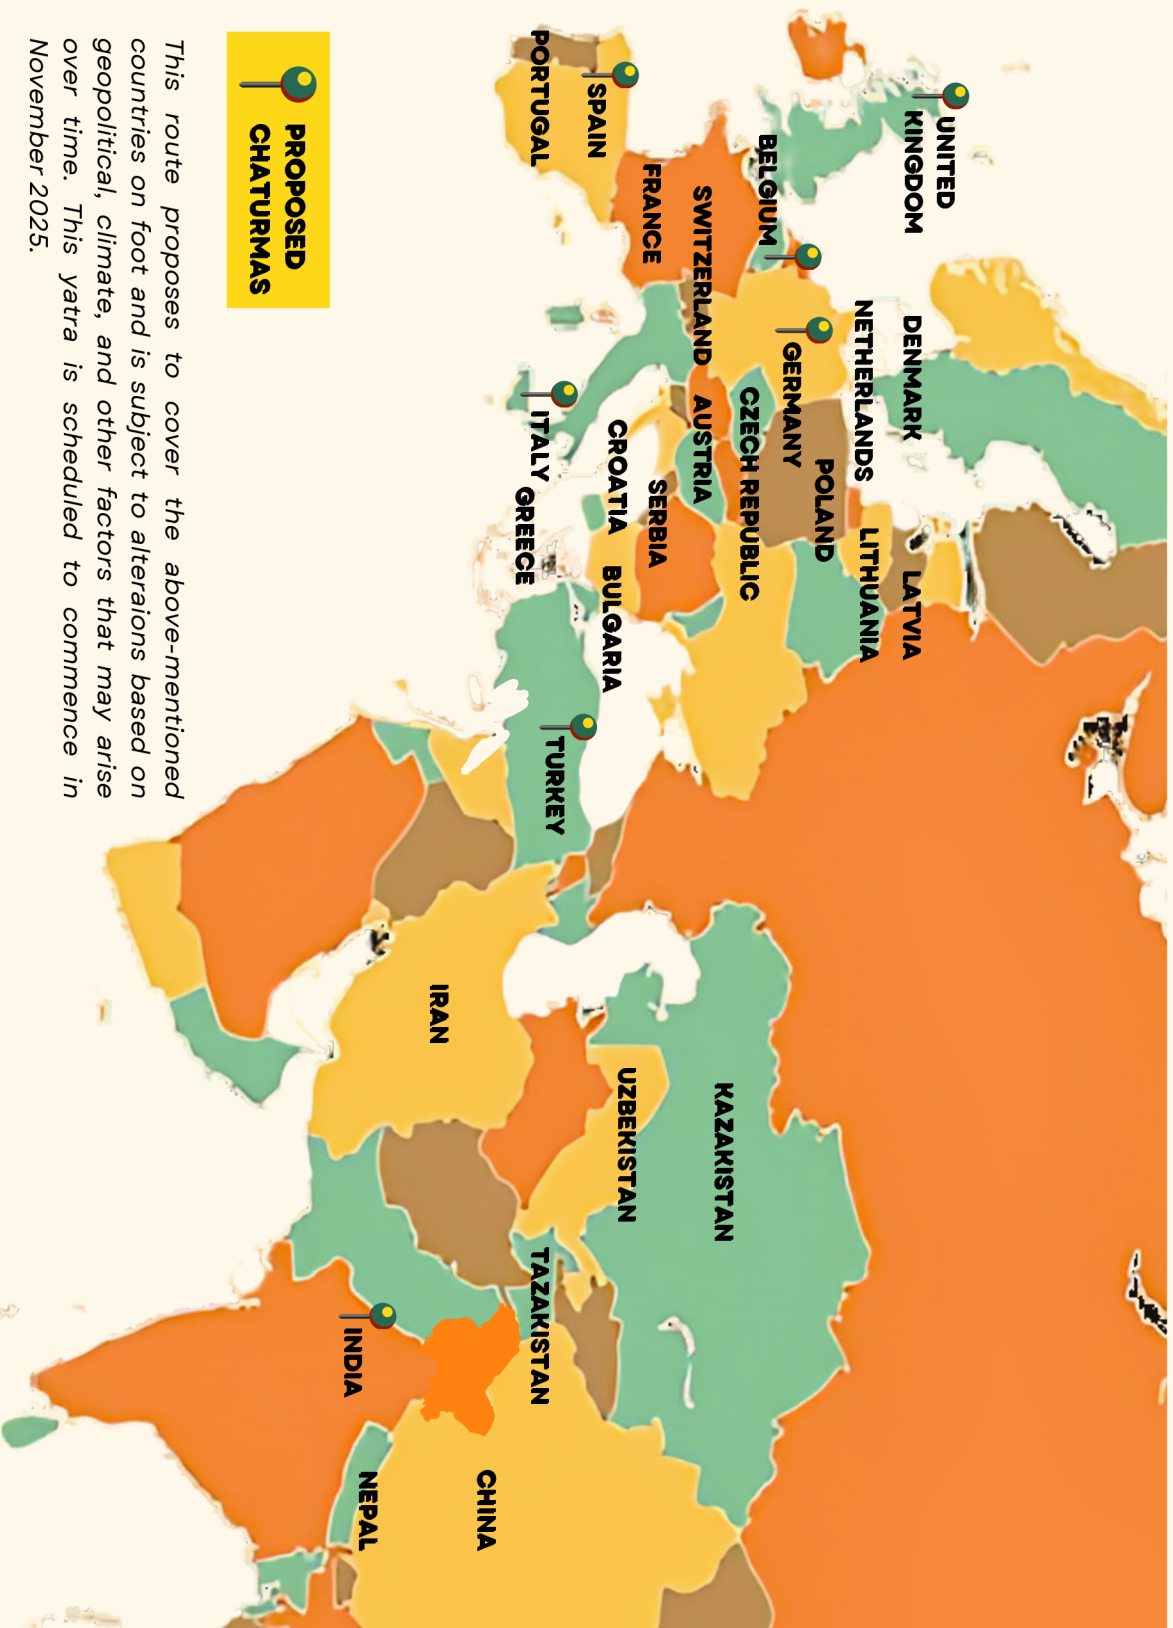 UNITED
KINGDOM
DENMARK
LATVIA
NETHERLANDS
LITHUANIA
POLAND
GERMANY
BELGIUM
CZECH REPUBLIC
SWITZERLAND
AUSTRIA
KAZAKISTAN
FRANCE
SERBIA
UZBEKISTAN
SPAIN
CROATIA
BULGARIA
PORTUGAL
ITALY
GREECE
TURKEY
TAZAKISTAN
CHINA
IRAN
NEPAL
INDIA
PROPOSED
CHATURMAS
This route proposes to cover the above-mentioned
countries on foot and is subject to alteraions based on
geopolitical, climate, and other factors that may arise
over time. This yatra is scheduled to commence in
November 2025.